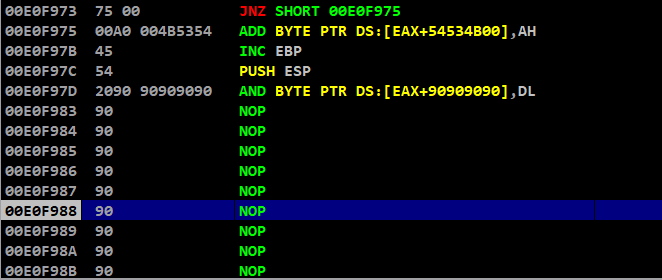 00E0F973 75 00 JNZ SHORT 00E0F975
00E0F975 00A0 004B5354 ADD BYTE PTR DS:[EAX+54534B00],AH
00E0F97B 45 INC EBP
00E0F97C 54 PUSH ESP
00E0F97D 2090 90909090 AND BYTE PTR DS:[EAX+90909090],DL
00E0F983 90 NOP
00E0F984 90 NOP
00E0F985 90 NOP
00E0F986 90 NOP
00E0F987 90 NOP
00E0F988 90 NOP
00E0F989 90 NOP
00E0F98A 90 NOP
00E0F98B 90 NOP